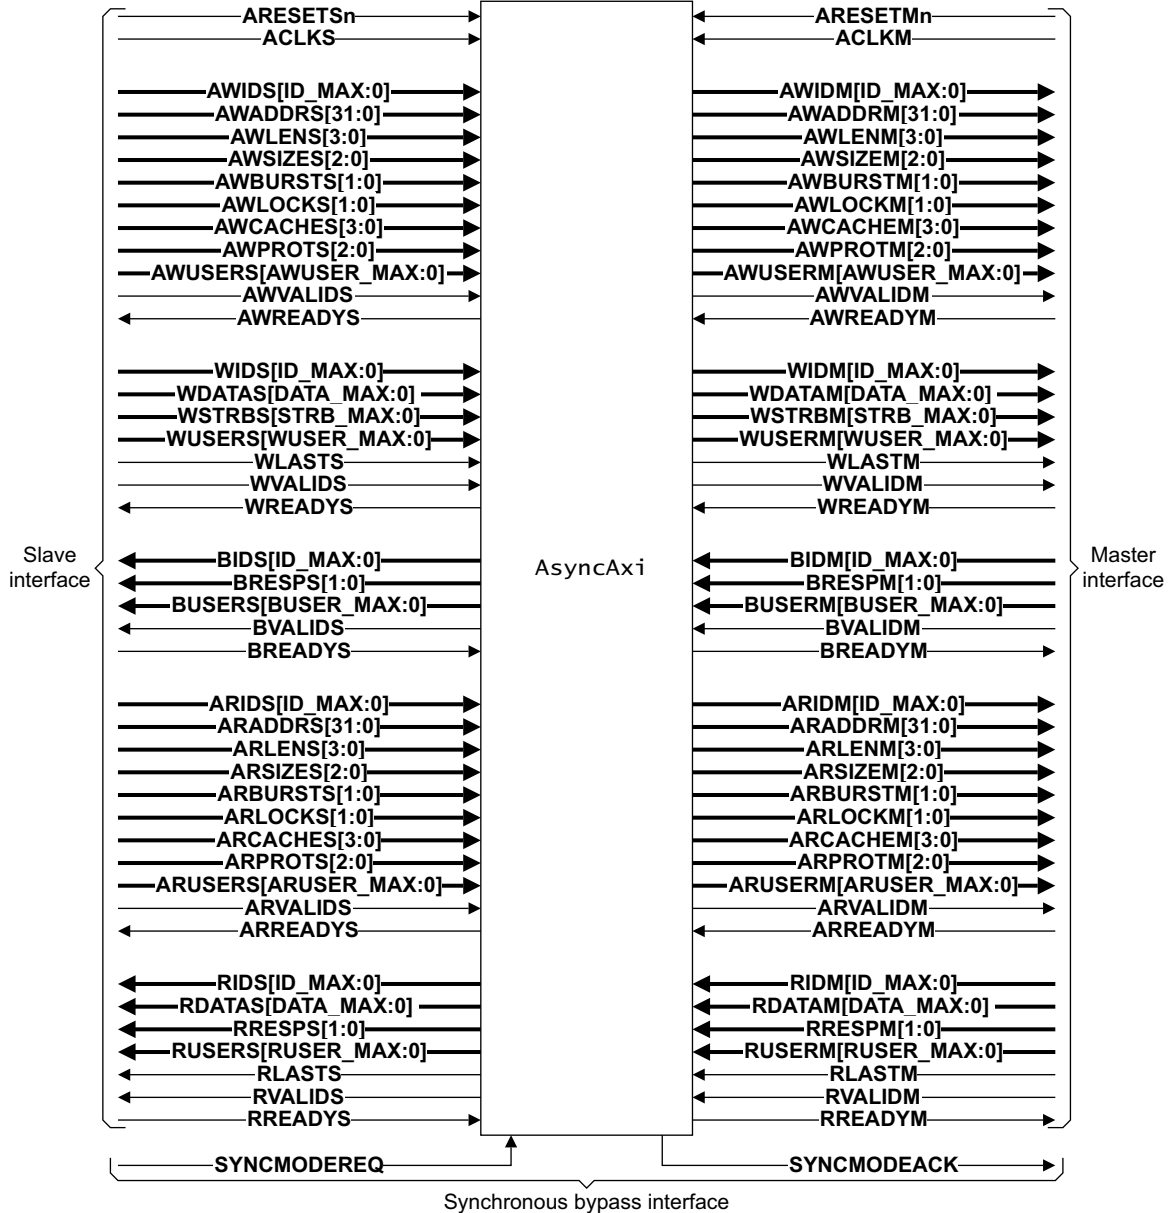 ARESETSn
ACLKS
AWIDS[ID_MAX:0]
AWADDRS[31:0]
AWLENS[3:0]
AWSIZES[2:0]
AWBURSTS[1:0]
AWLOCKS[1:0]
AWCACHES[3:0]
AWPROTS[2:0]
AWUSERS[AWUSER_MAX:0]
AWVALIDS
AWREADYS
WIDS[ID_MAX:0]
WDATAS[DATA_MAX:0]
WSTRBS[STRB_MAX:0]
WUSERS[WUSER_MAX:0]
WLASTS
WVALIDS
WREADYS
Slave
interface
BIDS[ID_MAX:0]
BRESPS[1:0]
BUSERS[BUSER_MAX:0]
BVALIDS
BREADYS
ARIDS[ID_MAX:0]
ARADDRS[31:0]
ARLENS[3:0]
ARSIZES[2:0]
ARBURSTS[1:0]
ARLOCKS[1:0]
ARCACHES[3:0]
ARPROTS[2:0]
ARUSERS[ARUSER_MAX:0]
ARVALIDS
ARREADYS
RIDS[ID_MAX:0]
RDATAS[DATA_MAX:0]
RRESPS[1:0]
RUSERS[RUSER_MAX:0]
RLASTS
RVALIDS
RREADYS
AsyncAxi
ARESETMn
ACLKM
AWIDM[ID_MAX:0]
AWADDRM[31:0]
AWLENM[3:0]
AWSIZEM[2:0]
AWBURSTM[1:0]
AWLOCKM[1:0]
AWCACHEM[3:0]
AWPROTM[2:0]
AWUSERM[AWUSER_MAX:0]
AWVALIDM
AWREADYM
WIDM[ID_MAX:0]
WDATAM[DATA_MAX:0]
WSTRBM[STRB_MAX:0]
WUSERM[WUSER_MAX:0]
WLASTM
WVALIDM
WREADYM
BIDM[ID_MAX:0]
BRESPM[1:0]
BUSERM[BUSER_MAX:0]
BVALIDM
BREADYM
Master
interface
ARIDM[ID_MAX:0]
ARADDRM[31:0]
ARLENM[3:0]
ARSIZEM[2:0]
ARBURSTM[1:0]
ARLOCKM[1:0]
ARCACHEM[3:0]
ARPROTM[2:0]
ARUSERM[ARUSER_MAX:0]
ARVALIDM
ARREADYM
RIDM[ID_MAX:0]
RDATAM[DATA_MAX:0]
RRESPM[1:0]
RUSERM[RUSER_MAX:0]
RLASTM
RVALIDM
RREADYM
SYNCMODEREQ
SYNCMODEACK
Synchronous bypass interface